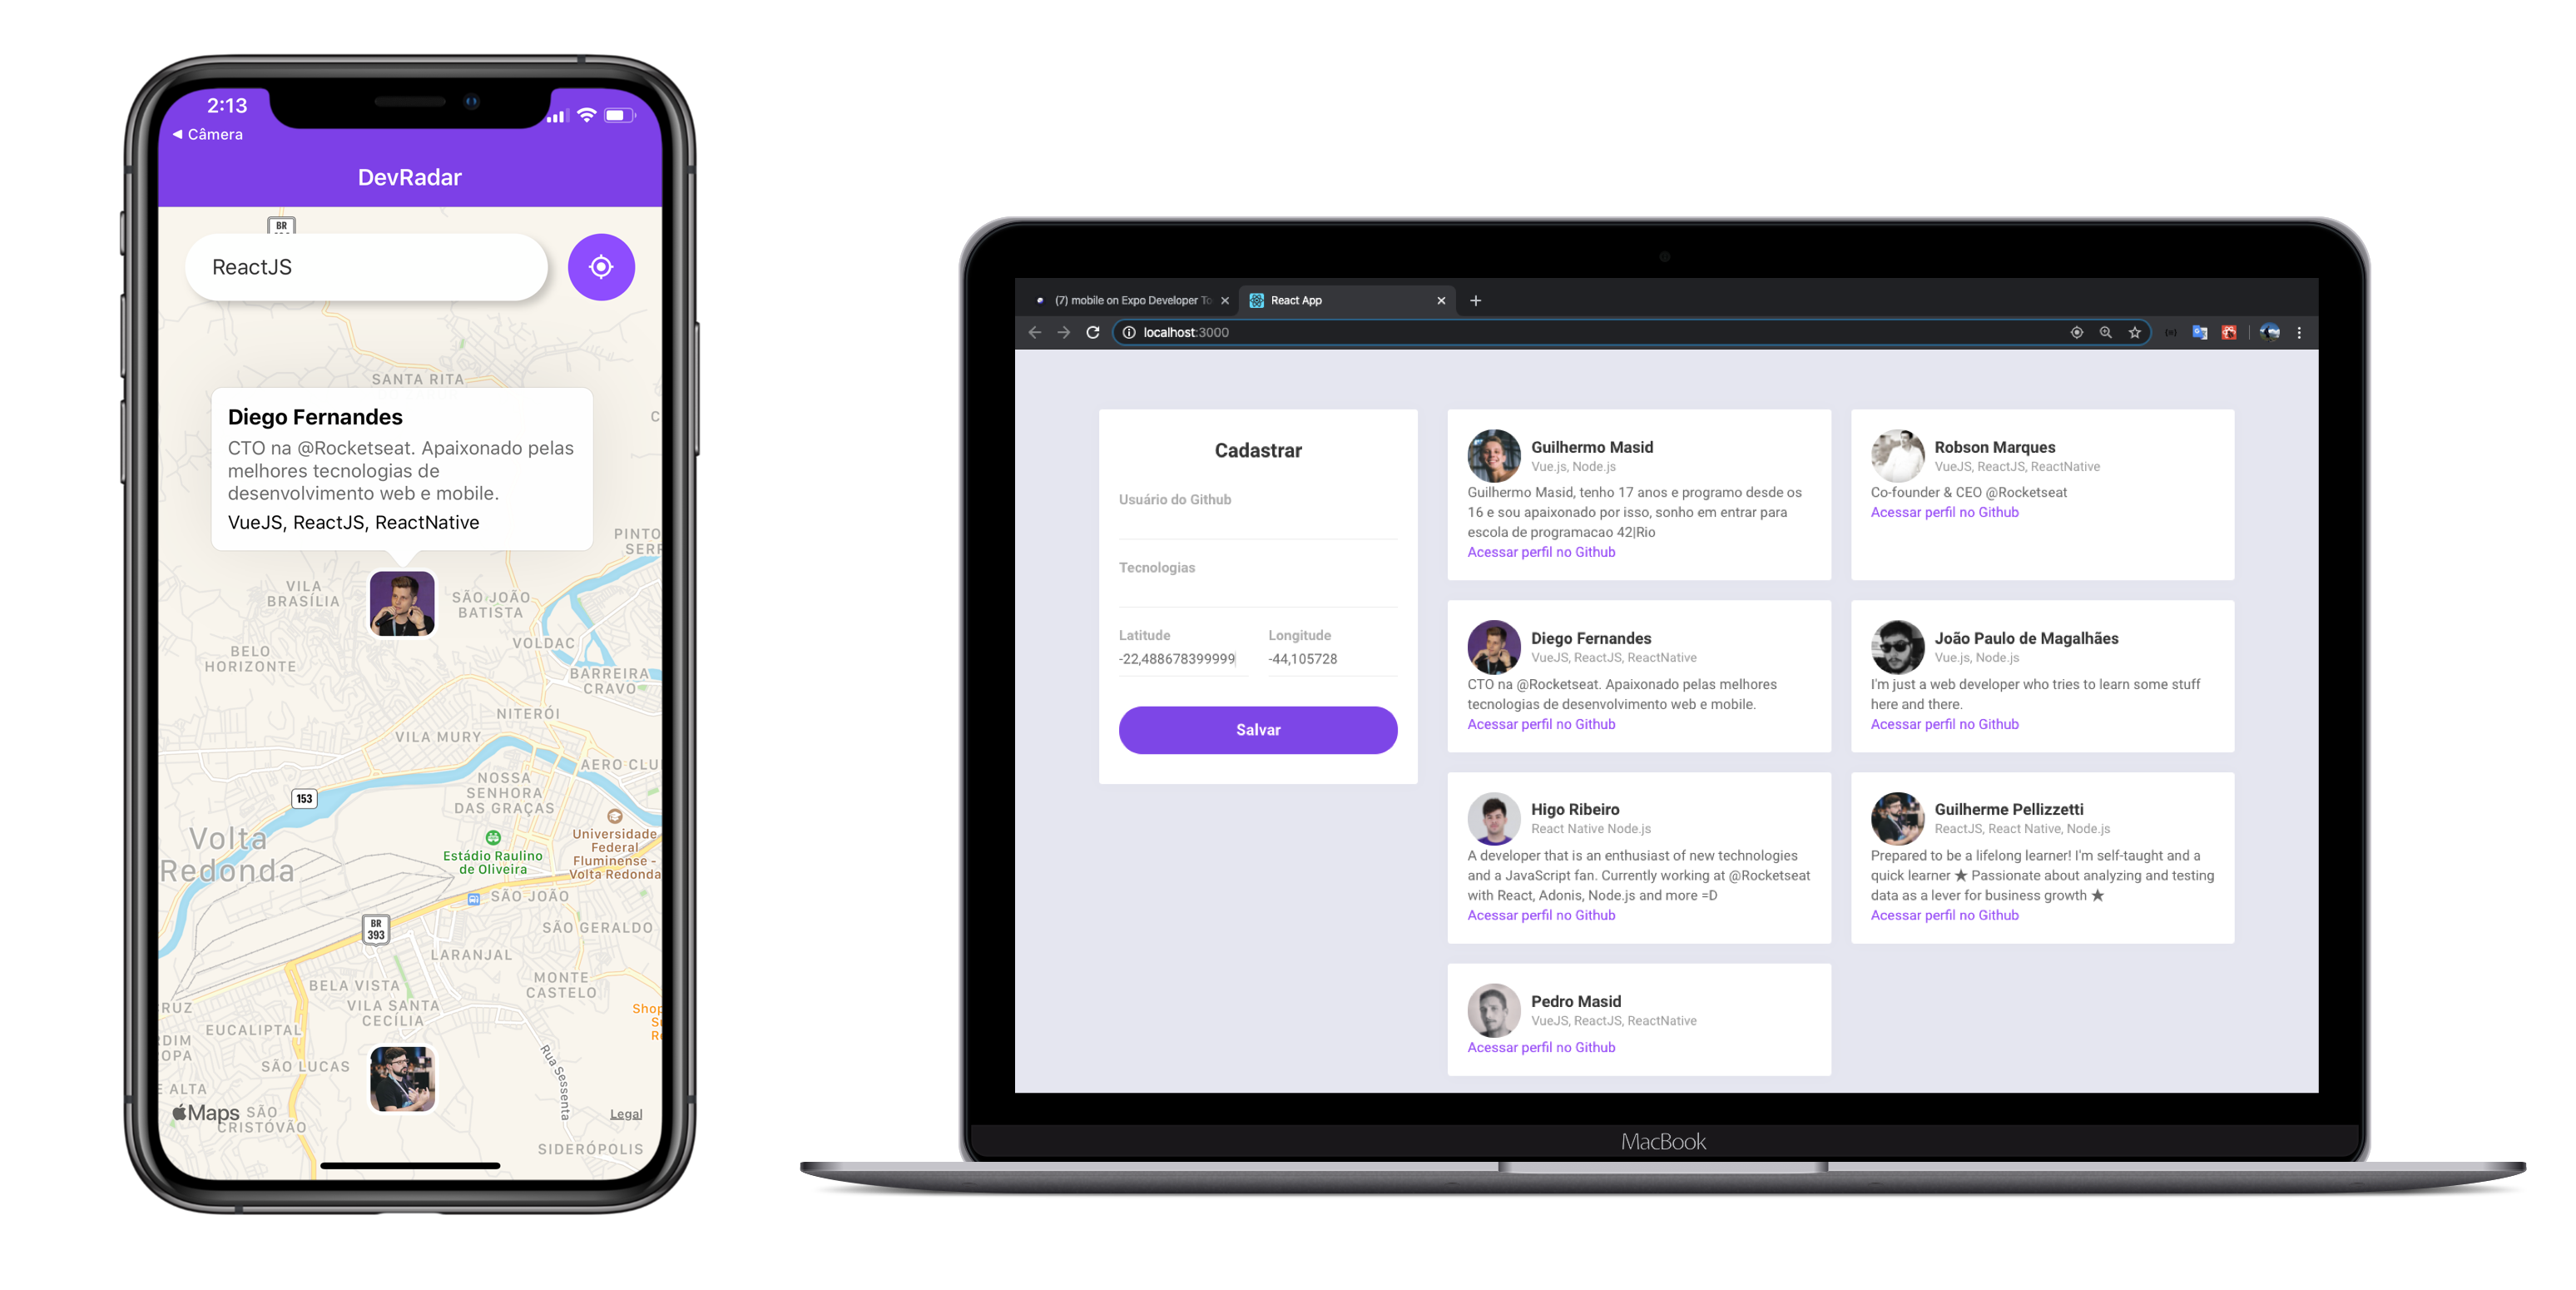 2:13
◀ Câmera
DevRadar
BR
ReactJS
SANTA RITA
Diego Fernandes
CTO na @Rocketseat. Apaixonado pelas
melhores tecnologias de
desenvolvimento web e mobile.
VueJS, ReactJS, ReactNative
C
PINTO
SERR
VILA
BRASÍLIA
SÃO JOÃO
BATISTA
VOLDAC
BELO
HORIZONTE
BARREIRA
CRAVO
NITERÓI
VILA MURY
AERO CLU
NOSSA
SENHORA
DAS GRAÇAS
153
Volta
Redonda
Universidade
Federal
Fluminense -
Volta Redonda
Estádio Raulino
de Oliveira
SÃO JOÃO
BR
393
SÃO GERALDO
LARANJAL
MONTE
CASTELO
BELA VISTA
VILA SANTA
CECÍLIA
RUZ
Shop
S
R
EUCALIPTAL
DIM
OPA
SÃO LUCAS
Rua Sessenta
E ALTA
Maps
SÃO
CRISTÓVÃO
Legal
SIDERÓPOLIS
(7) mobile on Expo Developer To
React App
localhost:3000
Cadastrar
Usuário do Github
Tecnologias
Latitude
Longitude
-22,488678399999
-44,105728
Salvar
Guilhermo Masid
Vue.js, Node.js
Guilhermo Masid, tenho 17 anos e programo desde os
16 e sou apaixonado por isso, sonho em entrar para
escola de programacao 42|Rio
Acessar perfil no Github
Robson Marques
VueJS, ReactJS, ReactNative
Co-founder & CEO @Rocketseat
Acessar perfil no Github
Diego Fernandes
VueJS, ReactJS, ReactNative
CTO na @Rocketseat. Apaixonado pelas melhores
tecnologias de desenvolvimento web e mobile.
Acessar perfil no Github
João Paulo de Magalhães
Vue.js, Node.js
I'm just a web developer who tries to learn some stuff
here and there.
Acessar perfil no Github
Higo Ribeiro
React Native Node.js
A developer that is an enthusiast of new technologies
and a JavaScript fan. Currently working at @Rocketseat
with React, Adonis, Node.js and more =D
Acessar perfil no Github
Guilherme Pellizzetti
ReactJS, React Native, Node.js
Prepared to be a lifelong learner! I'm self-taught and a
quick learner ★ Passionate about analyzing and testing
data as a lever for business growth ★
Acessar perfil no Github
Pedro Masid
VueJS, ReactJS, ReactNative
Acessar perfil no Github
MacBook